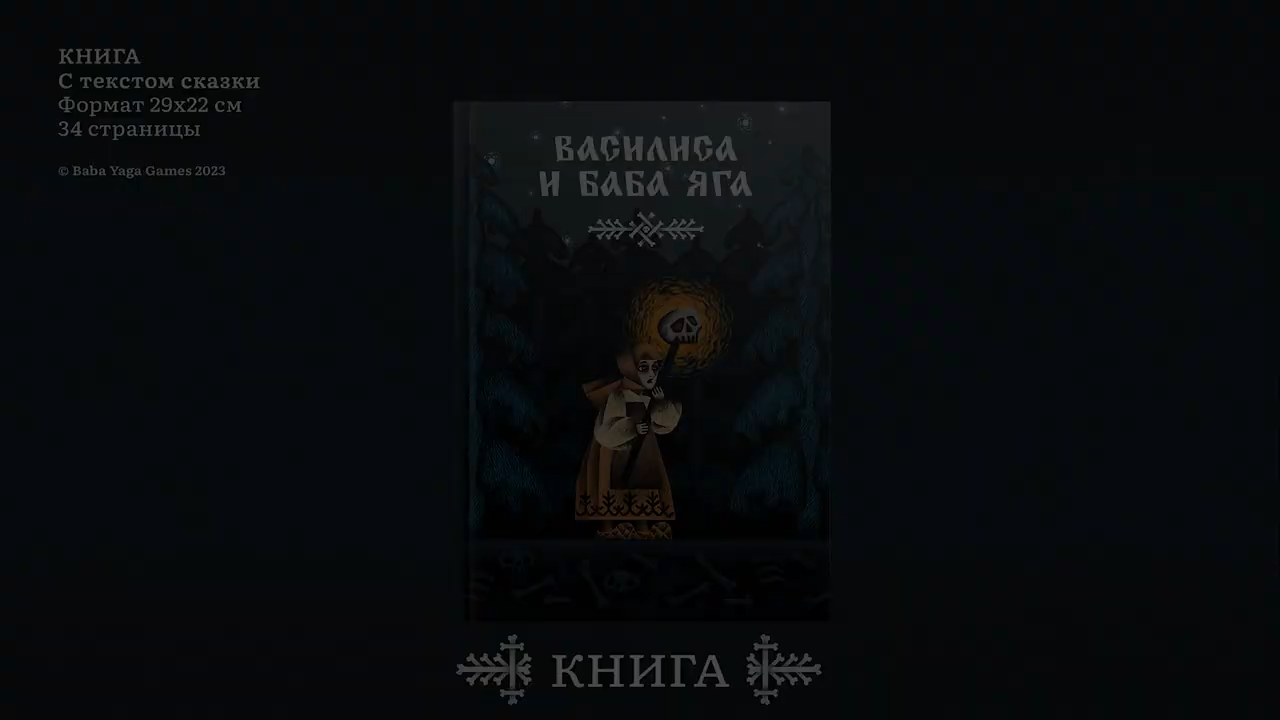 КНИГА
С текстом сказки
Формат 29x22 см
34 страницы
© Baba Yaga Games 2023
ВАСИЛИСА
И БАБА ЯГА
КНИГА